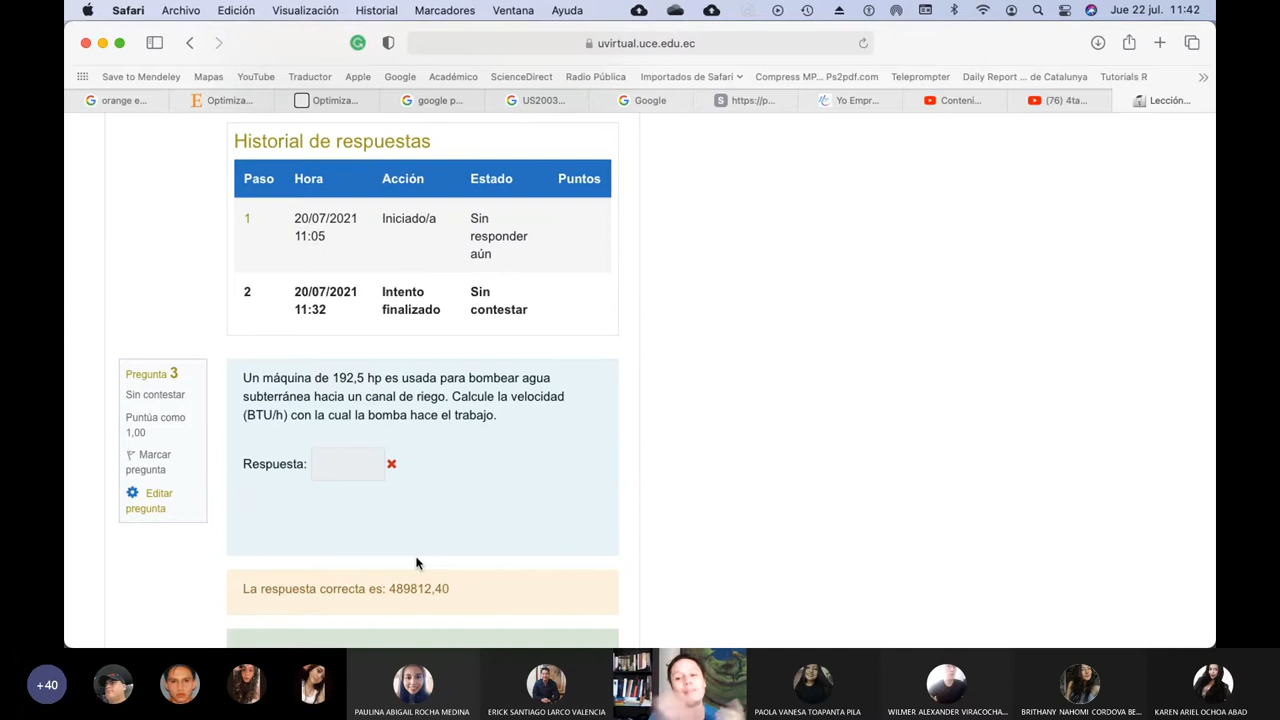 Safari Archivo Edición Visualización Historial Marcadores Ventana Ayuda Jue 22 jul. 11:42
uvirtual.uce.edu.ec
Save to Mendeley Mapas YouTube Traductor Apple Google Académico ScienceDirect Radio Pública Importados de Safari Compress MP... Ps2pdf.com Teleprompter Daily Report ... de Catalunya Tutorials R
orange e... Optimiza... Optimiza... google p... US2003... Google https://p... Yo Empr... Conteni... (76) 4ta... Lección...
Historial de respuestas
Paso Hora Acción Estado Puntos
1 20/07/2021 11:05 Iniciado/a Sin responder aún
2 20/07/2021 11:32 Intento finalizado Sin contestar
Pregunta 3
Sin contestar
Puntúa como
1,00
Marcar
pregunta
Editar
pregunta
Un máquina de 192,5 hp es usada para bombear agua
subterránea hacia un canal de riego. Calcule la velocidad
(BTU/h) con la cual la bomba hace el trabajo.
Respuesta:
La respuesta correcta es: 489812,40
+40
PAULINA ABIGAIL ROCHA MEDINA
ERICK SANTIAGO LARCO VALENCIA
PAOLA VANESA TOAPANTA PILA
WILMER ALEXANDER VIRACOCHA...
BRITHANY NAHOMI CORDOVA BE...
KAREN ARIEL OCHOA ABAD